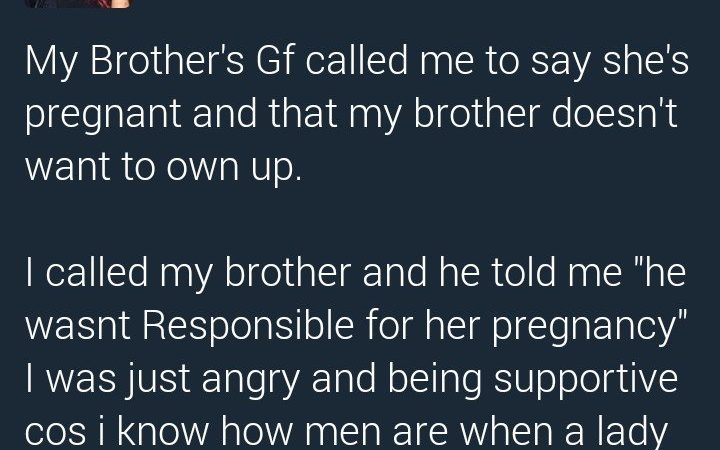 My Brother's Gf called me to say she's
pregnant and that my brother doesn't
want to own up.
I called my brother and he told me "he
wasnt Responsible for her pregnancy"
I was just angry and being supportive
cos i know how men are when a lady